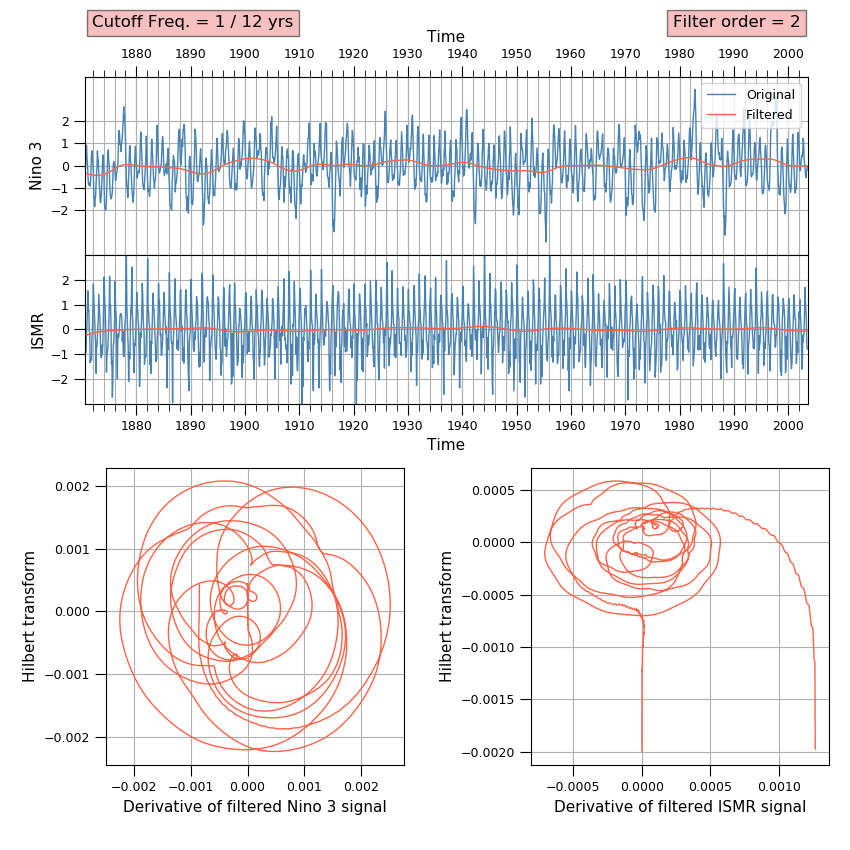 Cutoff Freq. = 1 / 12 yrs
Filter order = 2
Time
1880 1890 1900 1910 1920 1930 1940 1950 1960 1970 1980 1990 2000
Original
Filtered
Nino 3
2
1
0
−1
−2
ISMR
2
1
0
−1
−2
1880 1890 1900 1910 1920 1930 1940 1950 1960 1970 1980 1990 2000
Time
Hilbert transform
0.002
0.001
0.000
−0.001
−0.002
−0.002 −0.001 0.000 0.001 0.002
Derivative of filtered Nino 3 signal
Hilbert transform
0.0005
0.0000
−0.0005
−0.0010
−0.0015
−0.0020
−0.0005 0.0000 0.0005 0.0010
Derivative of filtered ISMR signal